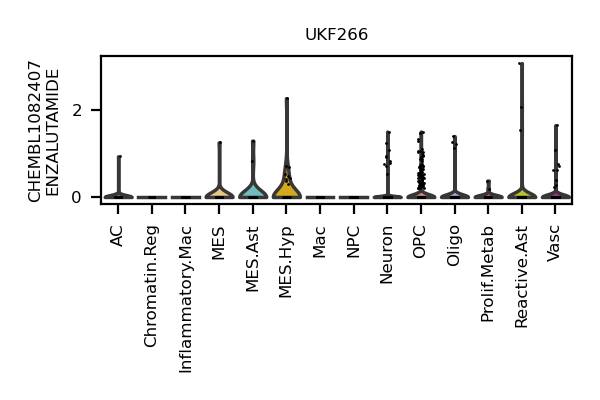 UKF266
CHEMBL1082407
ENZALUTAMIDE
2
0
AC
Chromatin.Reg
Inflammatory.Mac
MES
MES.Ast
MES.Hyp
Mac
NPC
Neuron
OPC
Oligo
Prolif.Metab
Reactive.Ast
Vasc